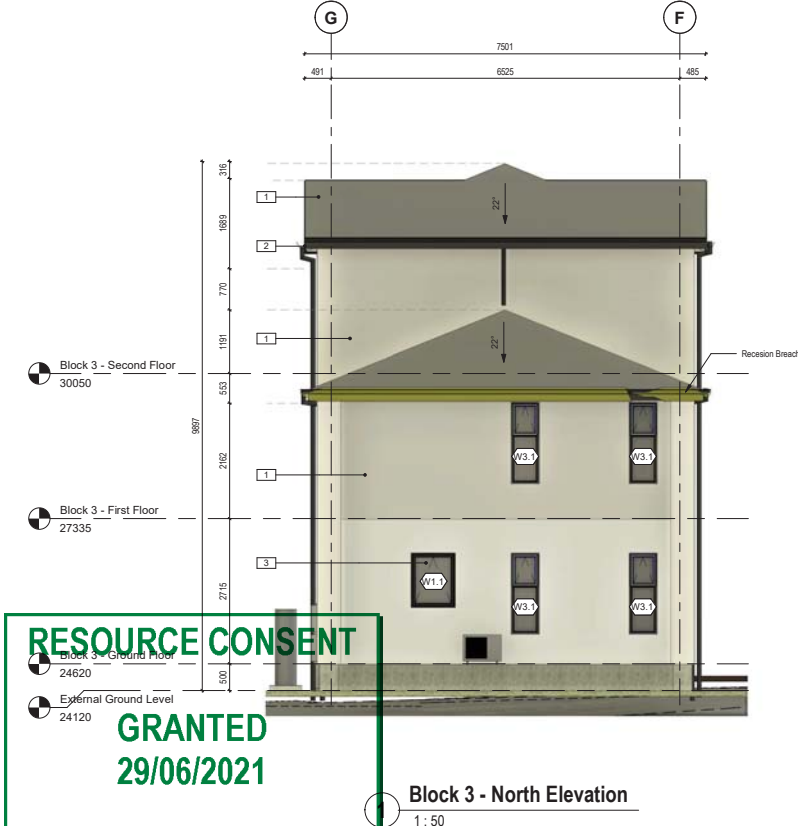 G
F
7501
491
6525
485
316
1
22°
1689
2
770
1
22°
1191
Recesion Breach
Block 3 - Second Floor
30050
553
9897
W3.1
W3.1
2162
1
Block 3 - First Floor
27335
3
W1.1
W3.1
W3.1
2715
RESOURCE CONSENT
Block 3 - Ground Floor
24620
500
External Ground Level
24120
GRANTED
29/06/2021
1
Block 3 - North Elevation
1 : 50